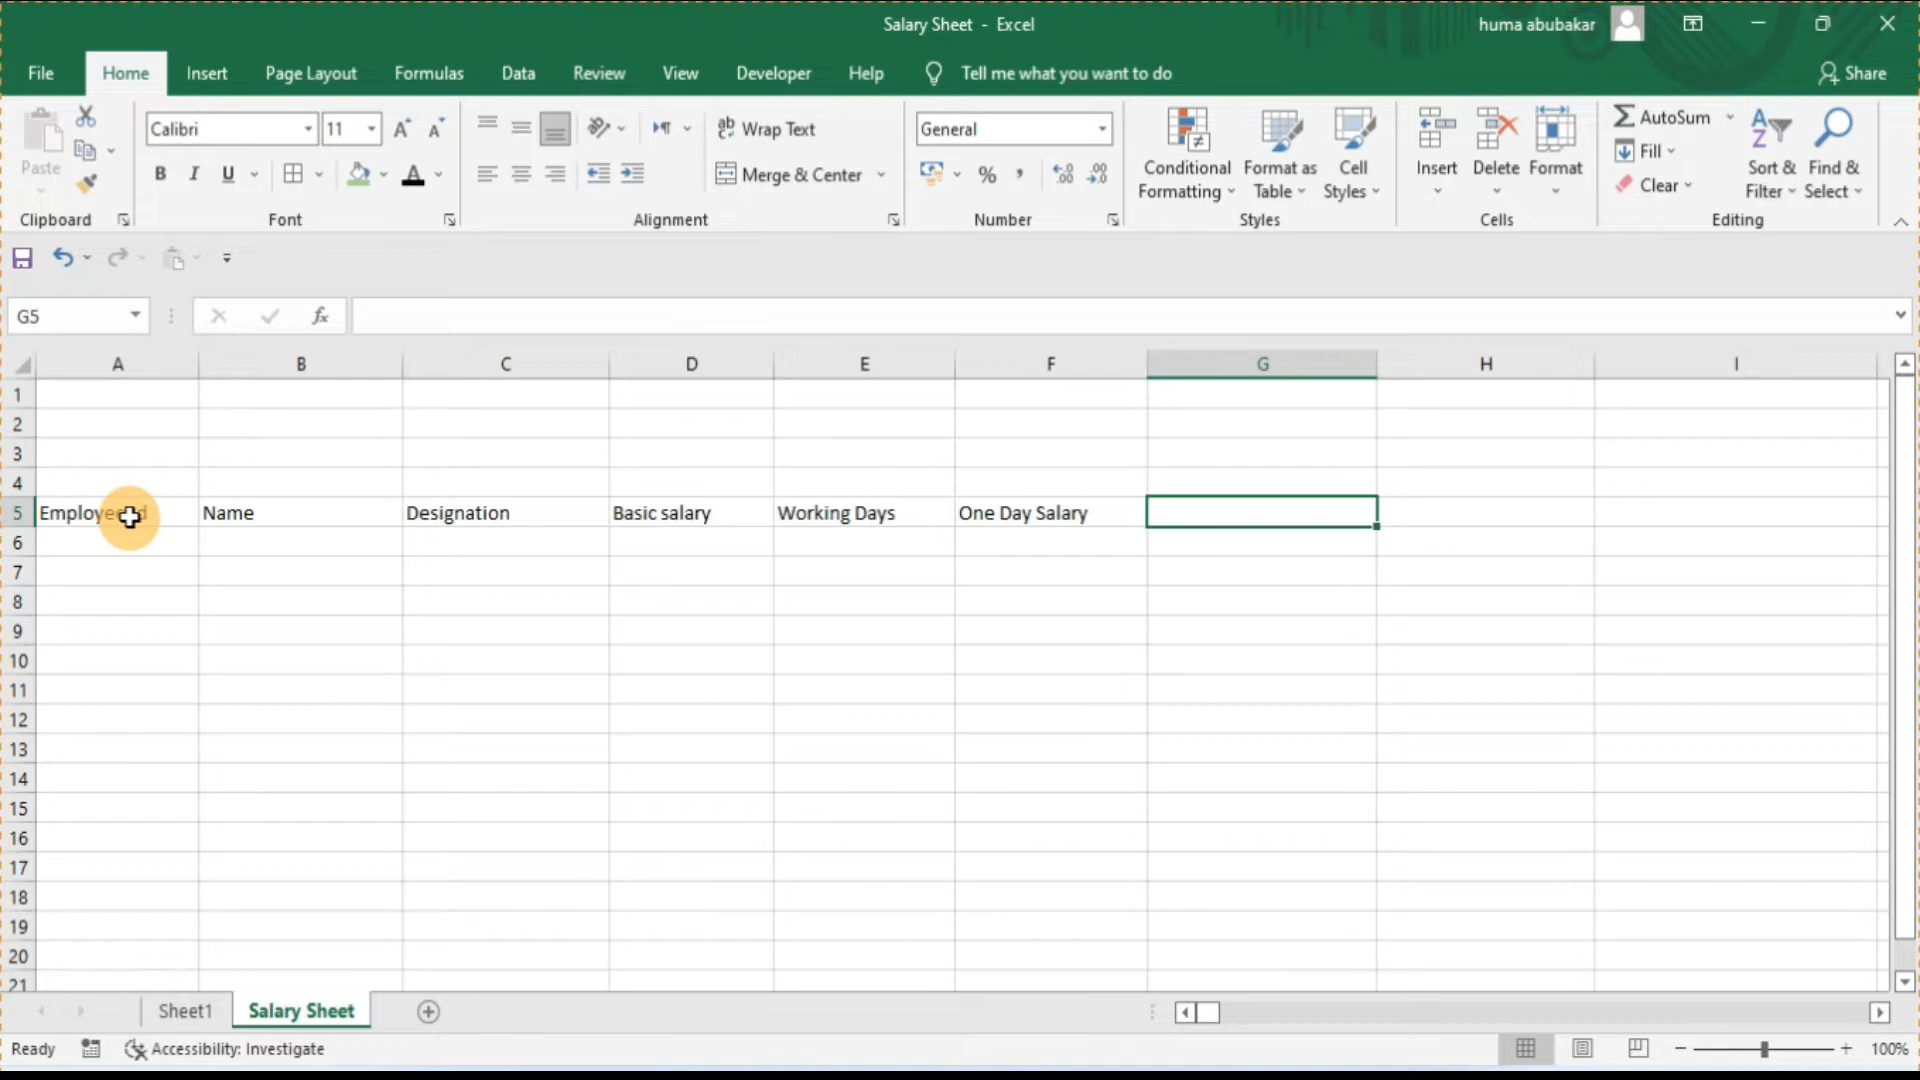 Salary Sheet - Excel
huma abubakar
File Home Insert Page Layout Formulas Data Review View Developer Help Tell me what you want to do Share
Paste
Calibri 11
B I U
ab Wrap Text
Merge & Center
General
% ,
Conditional Formatting
Format as Table
Cell Styles
Insert Delete Format
AutoSum
Fill
Clear
Sort & Filter
Find & Select
Clipboard Font Alignment Number Styles Cells Editing
G5 fx
A B C D E F G H I
1
2
3
4
5 Name Designation Basic salary Working Days One Day Salary
6
7
8
9
10
11
12
13
14
15
16
17
18
19
20
21
Sheet1 Salary Sheet
Ready Accessibility: Investigate 100%